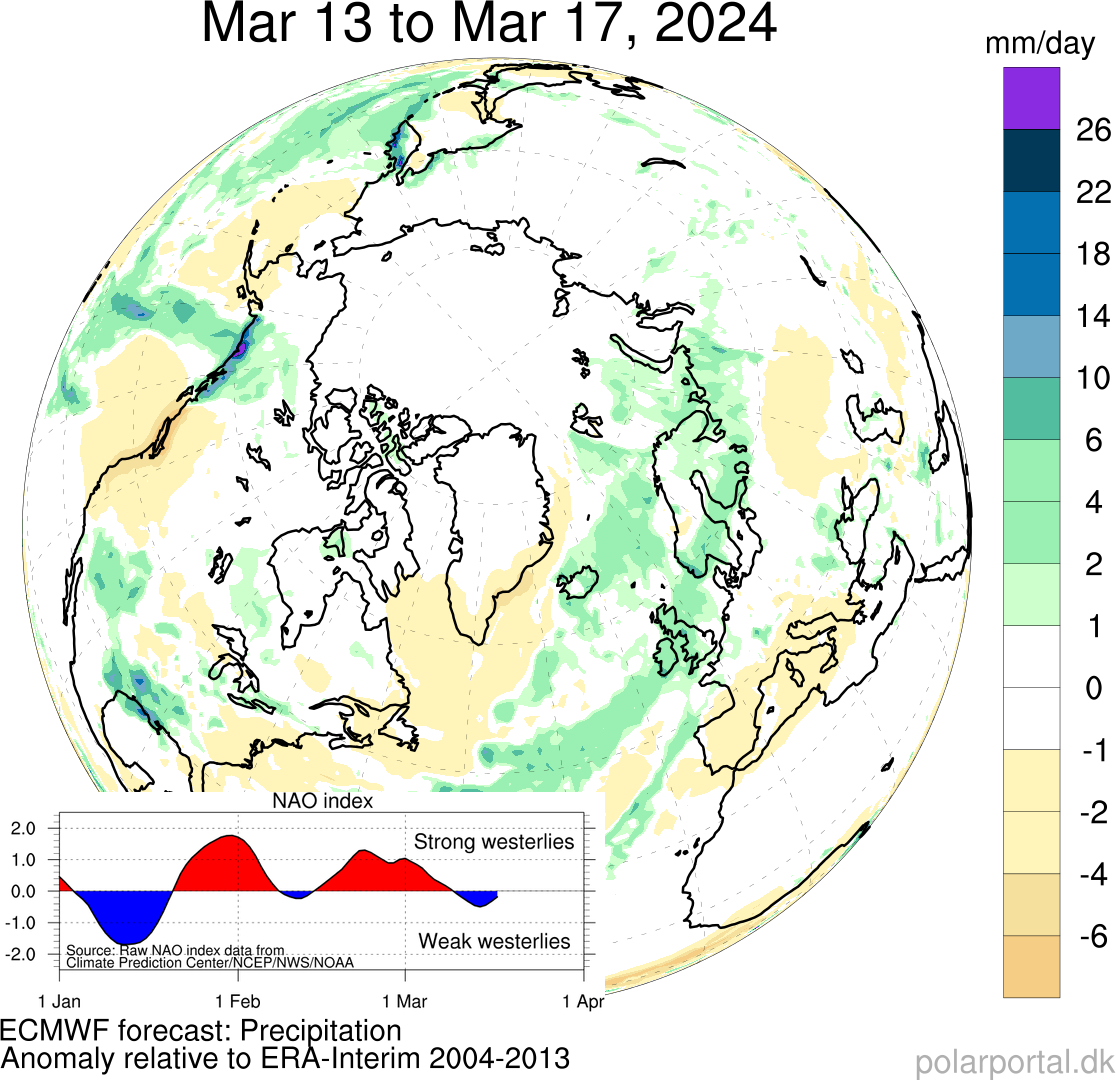 Mar 13 to Mar 17, 2024
mm/day
26
22
18
14
10
6
4
2
1
0
-1
-2
-4
-6
NAO index
2.0
1.0
0.0
-1.0
-2.0
Strong westerlies
Weak westerlies
Source: Raw NAO index data from
Climate Prediction Center/NCEP/NWS/NOAA
1 Jan
1 Feb
1 Mar
1 Apr
ECMWF forecast: Precipitation
Anomaly relative to ERA-Interim 2004-2013
polarportal.dk